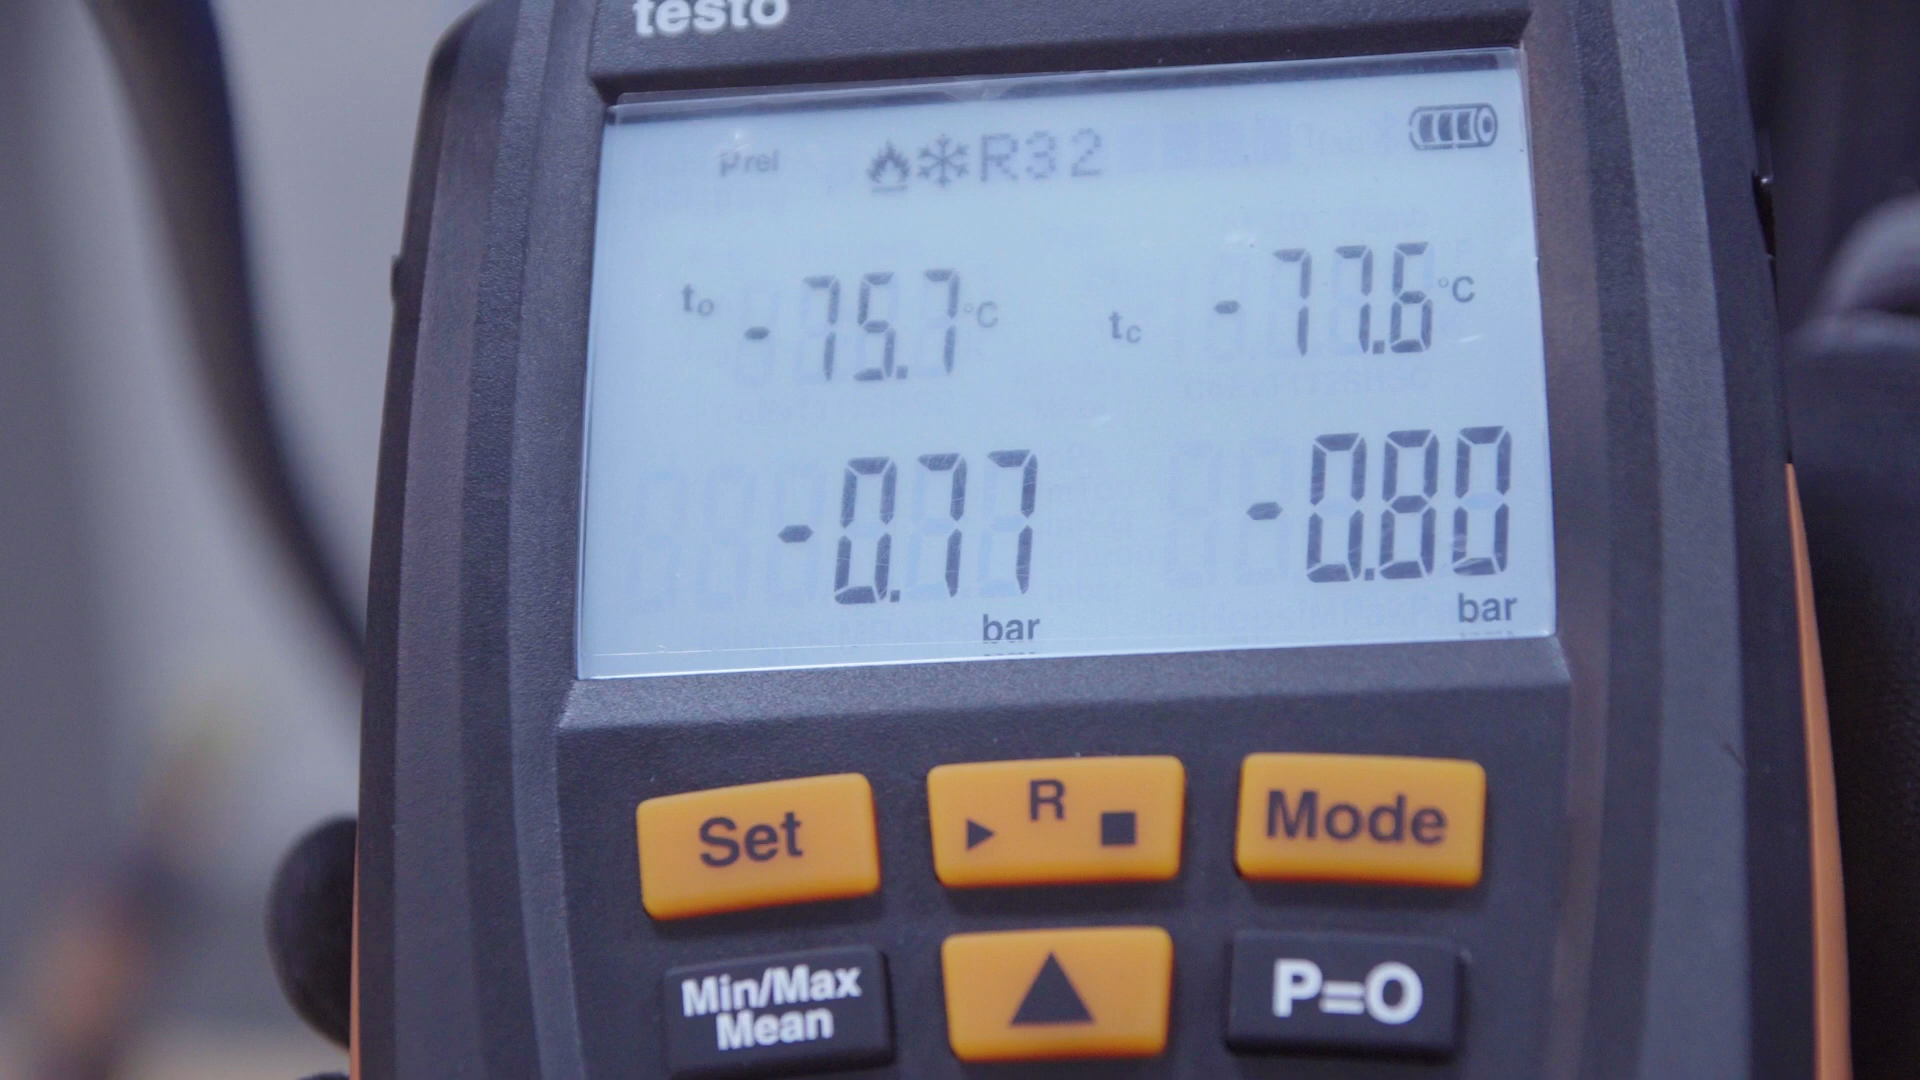 testo
Prel R32
to -75.7 °C tc -77.6 °C
-0.77 -0.80
bar bar
Set R Mode
Min/Max
Mean
P=O